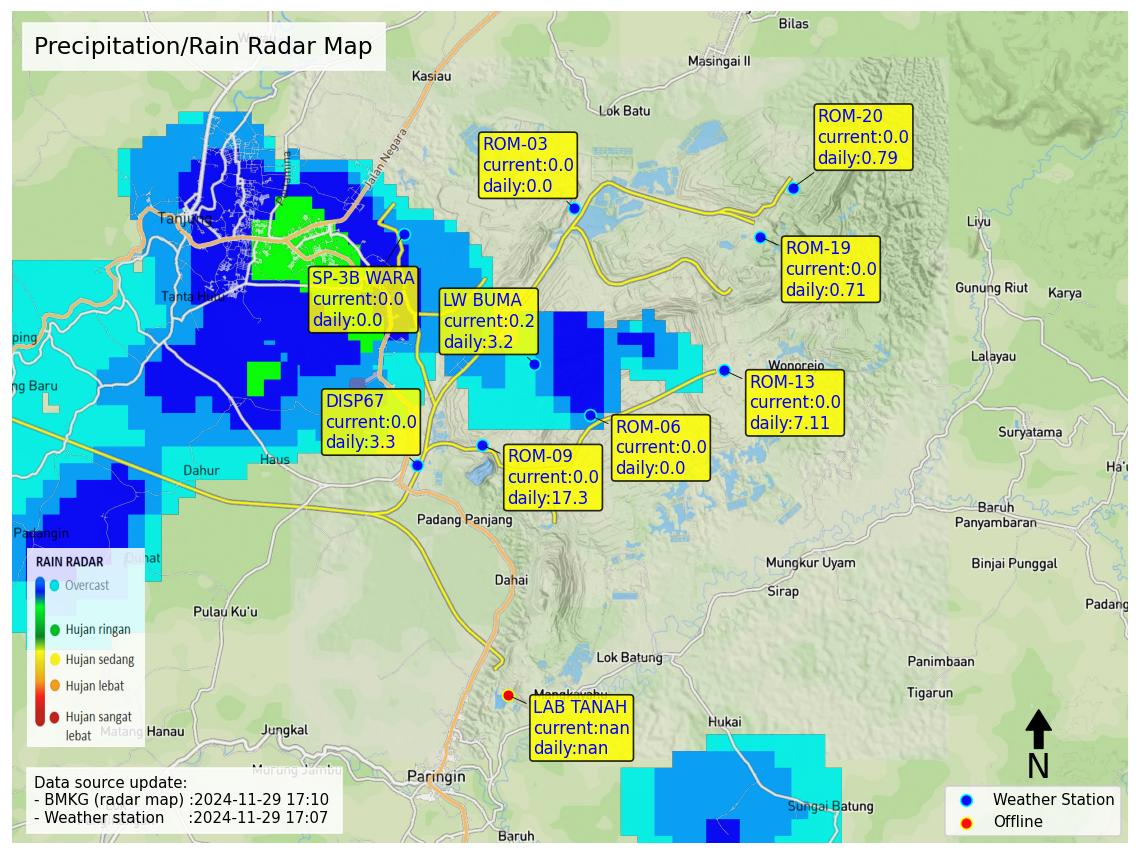 Precipitation/Rain Radar Map
Bilas
Masingai II
Kasiau
Lok Batu
Jalan Negara
ROM-20
current:0.0
daily:0.79
ROM-03
current:0.0
daily:0.0
Tanjung
Liyu
ROM-19
current:0.0
daily:0.71
SP-3B WARA
current:0.0
daily:0.0
LW BUMA
current:0.2
daily:3.2
Gunung Riut
Karya
ping
Lalayau
Wonorejo
ng Baru
ROM-13
current:0.0
daily:7.11
DISP67
current:0.0
daily:3.3
ROM-06
current:0.0
daily:0.0
Suryatama
ROM-09
current:0.0
daily:17.3
Haus
Dahur
Ha'u
Baruh
Panyambaran
Padang Panjang
Padangin
Mungkur Uyam
Binjai Punggal
Dahai
Sirap
Padang
Pulau Ku'u
RAIN RADAR
Overcast
Hujan ringan
Hujan sedang
Hujan lebat
Hujan sangat
lebat
Lok Batung
Panimbaan
Tigarun
LAB TANAH
current:nan
daily:nan
Hukai
Manau
Jungkal
Paringin
N
Data source update:
- BMKG (radar map) :2024-11-29 17:10
- Weather station :2024-11-29 17:07
Sungai Batung
Weather Station
Offline
Baruh